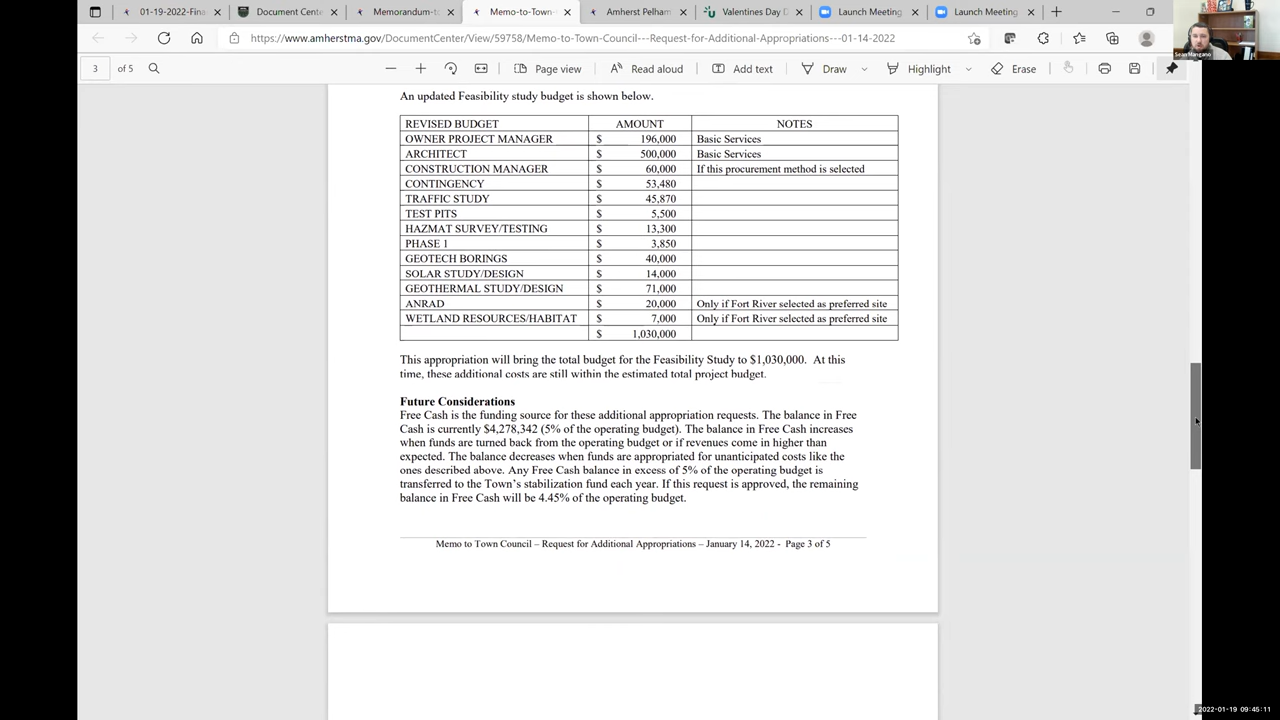 01-19-2022-Fina
Document Cente
Memorandum-to
Memo-to-Town-
Amherst Pelham
Valentines Day D
Launch Meeting
Launch Meeting
https://www.amherstma.gov/DocumentCenter/View/59758/Memo-to-Town-Council---Request-for-Additional-Appropriations---01-14-2022
3 of 5
Page view
Read aloud
Add text
Draw
Highlight
Erase
Sean Mangano
An updated Feasibility study budget is shown below.
REVISED BUDGET AMOUNT NOTES
OWNER PROJECT MANAGER $ 196,000 Basic Services
ARCHITECT $ 500,000 Basic Services
CONSTRUCTION MANAGER $ 60,000 If this procurement method is selected
CONTINGENCY $ 53,480
TRAFFIC STUDY $ 45,870
TEST PITS $ 5,500
HAZMAT SURVEY/TESTING $ 13,300
PHASE 1 $ 3,850
GEOTECH BORINGS $ 40,000
SOLAR STUDY/DESIGN $ 14,000
GEOTHERMAL STUDY/DESIGN $ 71,000
ANRAD $ 20,000 Only if Fort River selected as preferred site
WETLAND RESOURCES/HABITAT $ 7,000 Only if Fort River selected as preferred site
$ 1,030,000
This appropriation will bring the total budget for the Feasibility Study to $1,030,000. At this
time, these additional costs are still within the estimated total project budget.
Future Considerations
Free Cash is the funding source for these additional appropriation requests. The balance in Free
Cash is currently $4,278,342 (5% of the operating budget). The balance in Free Cash increases
when funds are turned back from the operating budget or if revenues come in higher than
expected. The balance decreases when funds are appropriated for unanticipated costs like the
ones described above. Any Free Cash balance in excess of 5% of the operating budget is
transferred to the Town's stabilization fund each year. If this request is approved, the remaining
balance in Free Cash will be 4.45% of the operating budget.
Memo to Town Council – Request for Additional Appropriations – January 14, 2022 - Page 3 of 5
2022-01-19 09:45:11